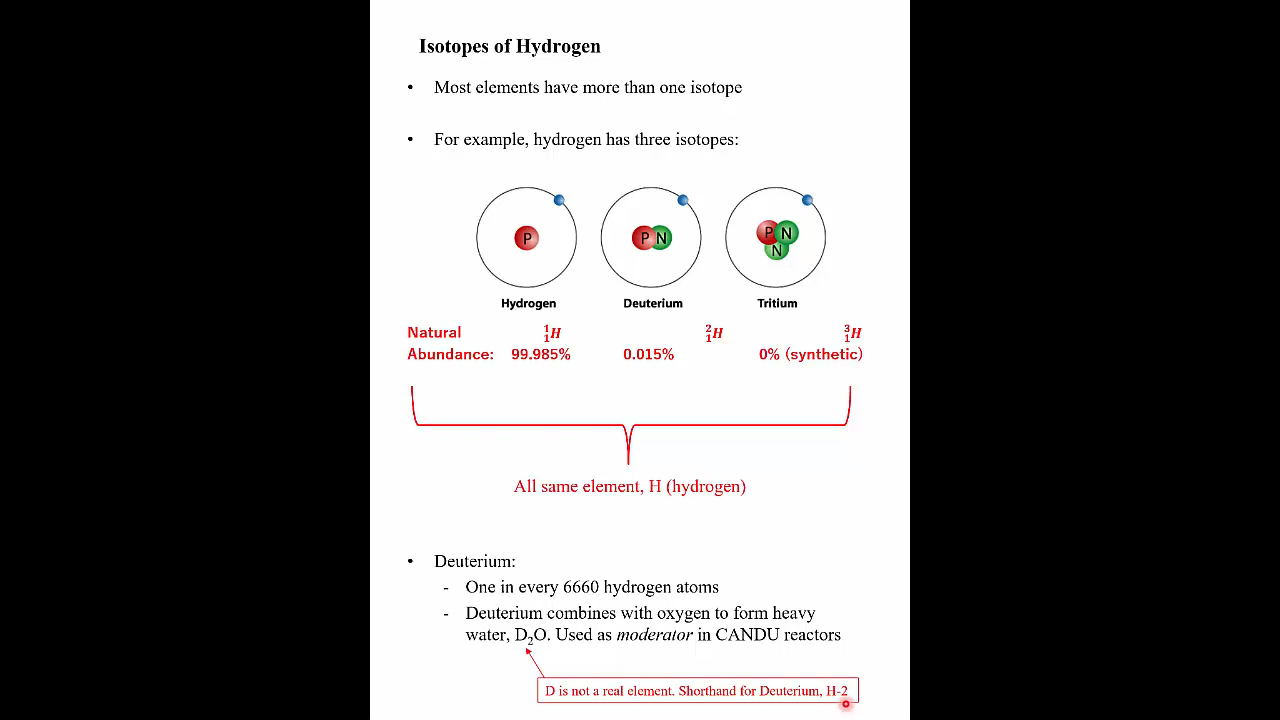 Isotopes of Hydrogen
• Most elements have more than one isotope
• For example, hydrogen has three isotopes:
P
P N
P N
N
Hydrogen Deuterium Tritium
Natural ¹₁H ²₁H ³₁H
Abundance: 99.985% 0.015% 0% (synthetic)
All same element, H (hydrogen)
• Deuterium:
- One in every 6660 hydrogen atoms
- Deuterium combines with oxygen to form heavy
water, D₂O. Used as moderator in CANDU reactors
D is not a real element. Shorthand for Deuterium, H-2